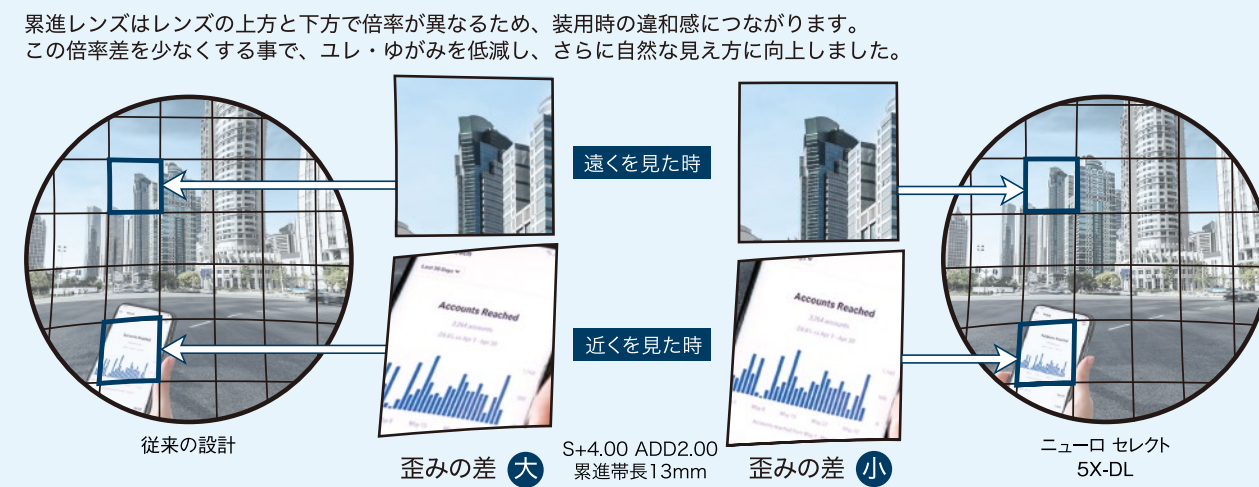 累進レンズはレンズの上方と下方で倍率が異なるため、装用時の違和感につながります。
この倍率差を少なくする事で、ユレ・ゆがみを低減し、さらに自然な見え方に向上しました。
遠くを見た時
Last 30 Days
Accounts Reached
Accounts Reached
近くを見た時
従来の設計
歪みの差 大
S+4.00 ADD2.00
累進帯長13mm
歪みの差 小
ニューロ セレクト
5X-DL